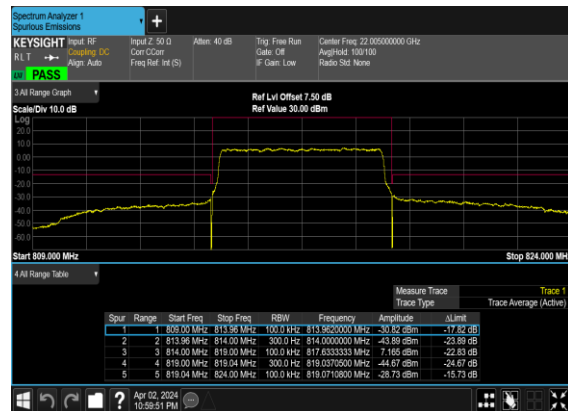 Spectrum Analyzer 1
Spurious Emissions
KEYSIGHT Input: RF Input Z: 50 Ω Atten: 40 dB Trig: Free Run Center Freq: 22.005000000 GHz
RLT Coupling: DC Corr CCorr Gate: Off Avg|Hold: 100/100
Align: Auto Freq Ref: Int (S) IF Gain: Low Radio Std: None
PASS
3 All Range Graph
Ref Lvl Offset 7.50 dB
Scale/Div 10.0 dB Ref Value 30.00 dBm
Log
20.0
10.0
0.00
-10.0
-20.0
-30.0
-40.0
-50.0
-60.0
Start 809.000 MHz Stop 824.000 MH
4 All Range Table
Measure Trace Trace 1
Trace Type Trace Average (Active)
Spur Range Start Freq Stop Freq RBW Frequency Amplitude ΔLimit
1 1 809.00 MHz 813.96 MHz 100.0 kHz 813.9620000 MHz -30.82 dBm -17.82 dB
2 2 813.96 MHz 814.00 MHz 300.0 Hz 814.0000000 MHz -43.89 dBm -23.89 dB
3 3 814.00 MHz 819.00 MHz 100.0 kHz 817.6333333 MHz 7.165 dBm -22.83 dB
4 4 819.00 MHz 819.04 MHz 300.0 Hz 819.0370500 MHz -44.67 dBm -24.67 dB
5 5 819.04 MHz 824.00 MHz 100.0 kHz 819.0710800 MHz -28.73 dBm -15.73 dB
? Apr 02, 2024
10:59:51 PM